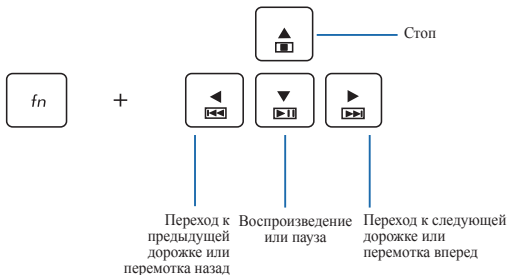 Стоп
fn
+
Переход к
предыдущей
дорожке или
перемотка назад
Воспроизведение
или пауза
Переход к следующей
дорожке или
перемотка вперед